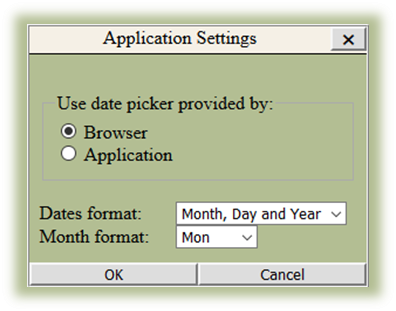 Application Settings
Use date picker provided by:
Browser
Application
Dates format: Month, Day and Year
Month format: Mon
OK Cancel